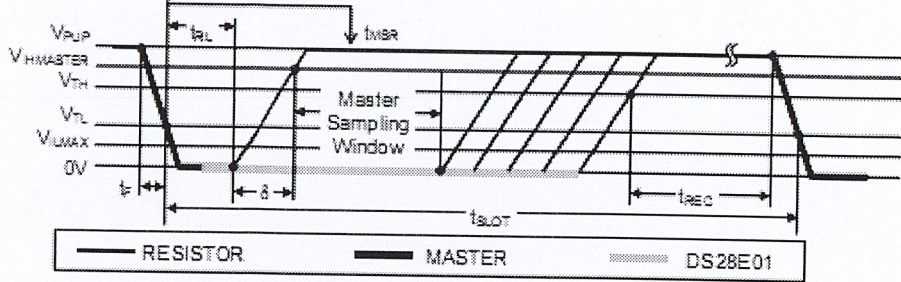 tRL
tMSR
VPUP
VIHMASTER
VTH
VTL
VILMAX
0V
Master
Sampling
Window
tF
δ
tREC
tSLOT
RESISTOR
MASTER
DS28E01